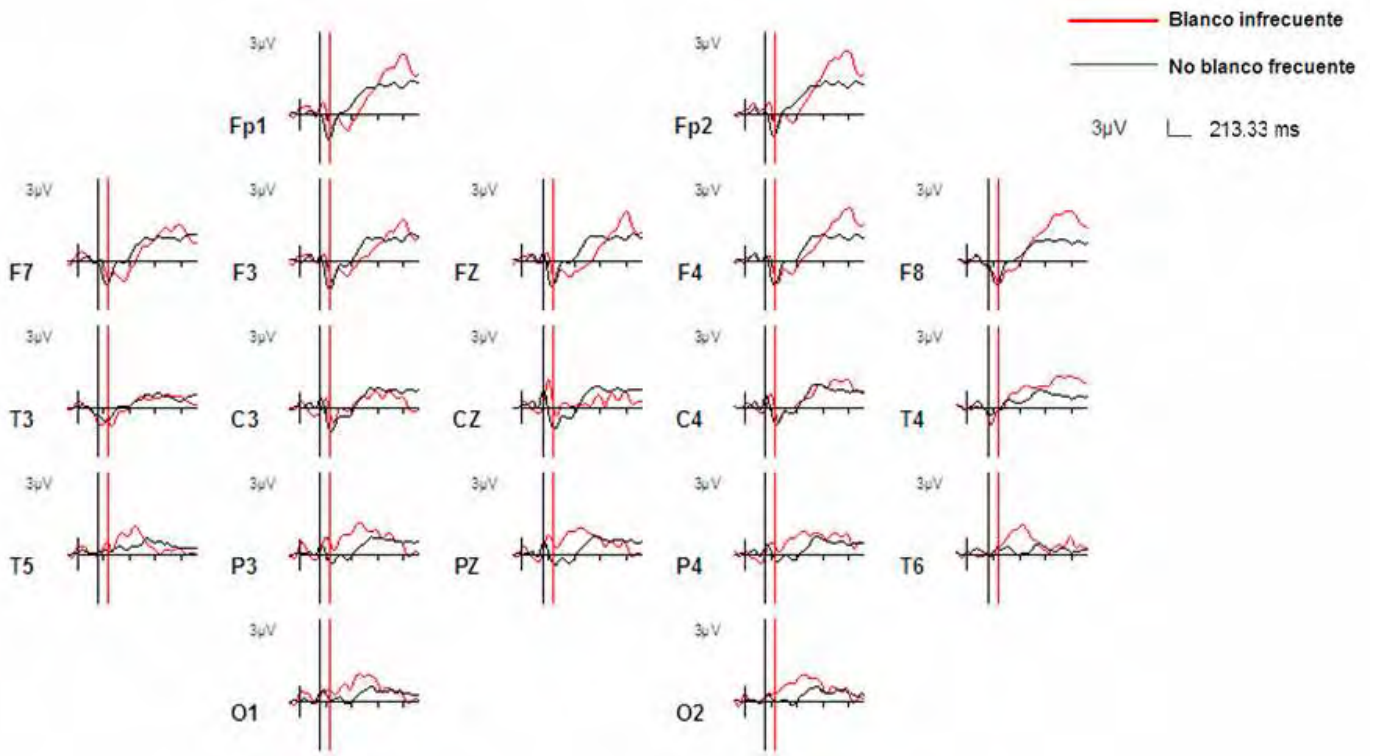 Blanco infrecuente
No blanco frecuente
3µV 213.33 ms
3µV 3µV
Fp1 Fp2
3µV 3µV 3µV 3µV 3µV
F7 F3 FZ F4 F8
3µV 3µV 3µV 3µV 3µV
T3 C3 CZ C4 T4
3µV 3µV 3µV 3µV 3µV
T5 P3 PZ P4 T6
3µV 3µV
O1 O2